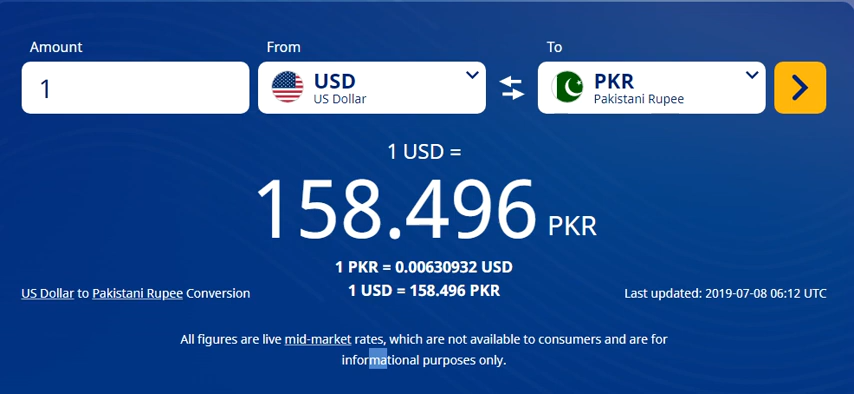 Amount
From
To
1
USD
US Dollar
PKR
Pakistani Rupee
1 USD =
158.496 PKR
1 PKR = 0.00630932 USD
1 USD = 158.496 PKR
US Dollar to Pakistani Rupee Conversion
Last updated: 2019-07-08 06:12 UTC
All figures are live mid-market rates, which are not available to consumers and are for
informational purposes only.